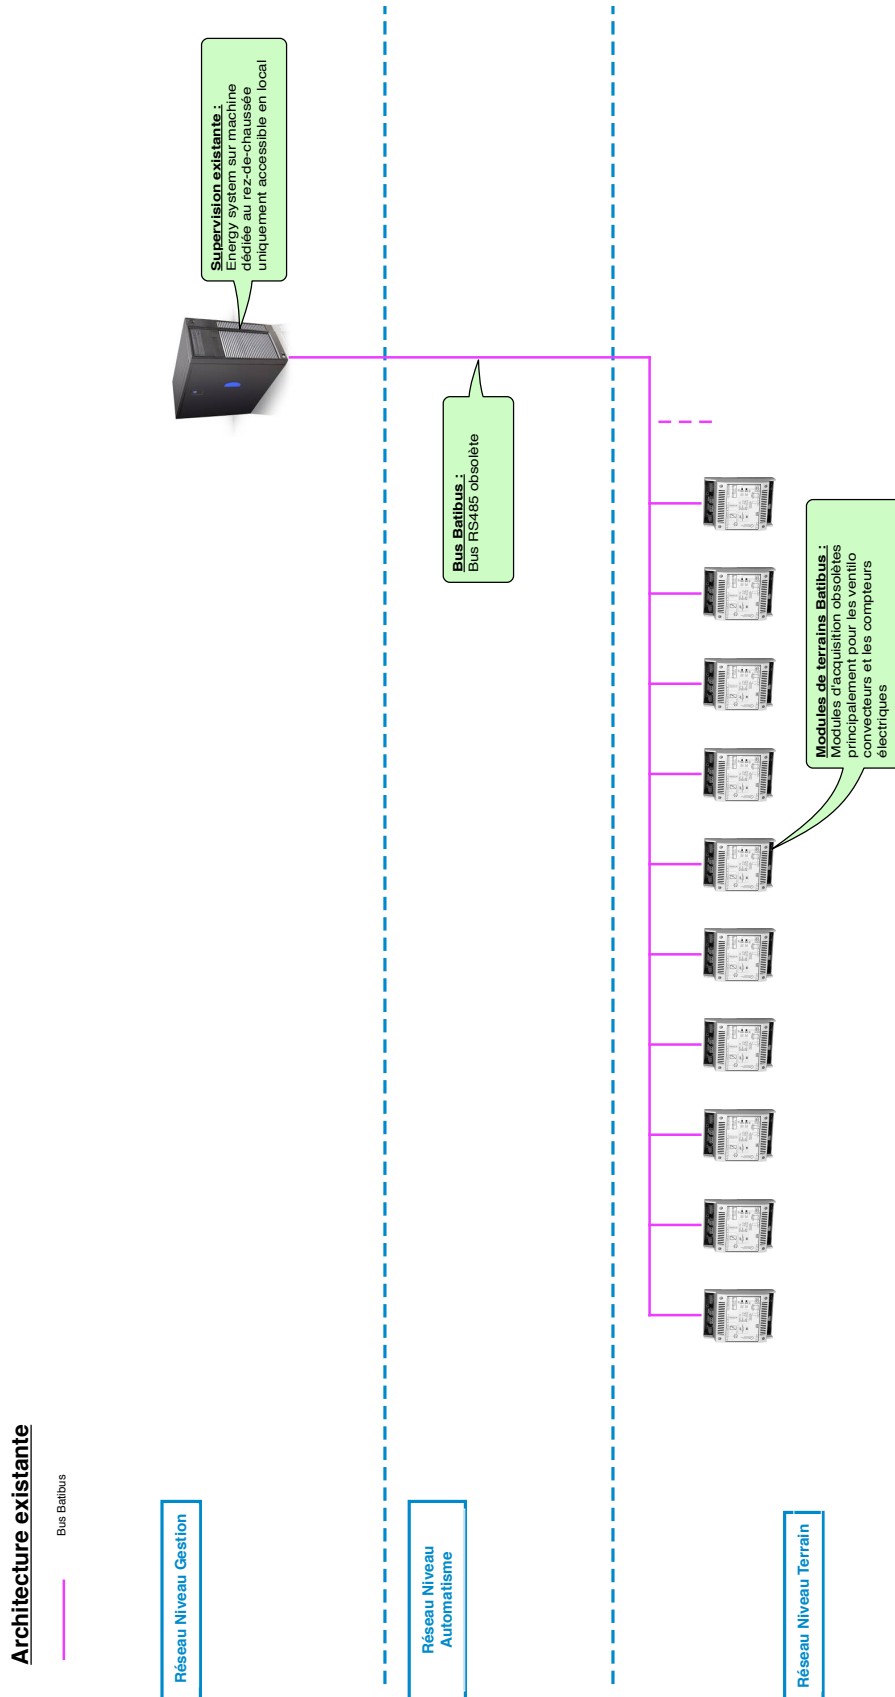 Architecture existante
Bus Batibus
Réseau Niveau Gestion
Supervision existante :
Energy system sur machine
dédiée au rez-de-chaussée
uniquement accessible en local
Réseau Niveau
Automatisme
Bus Batibus :
Bus RS485 obsolète
Réseau Niveau Terrain
Modules de terrains Batibus :
Modules d'acquisition obsolètes
principalement pour les ventilo
convecteurs et les compteurs
électriques